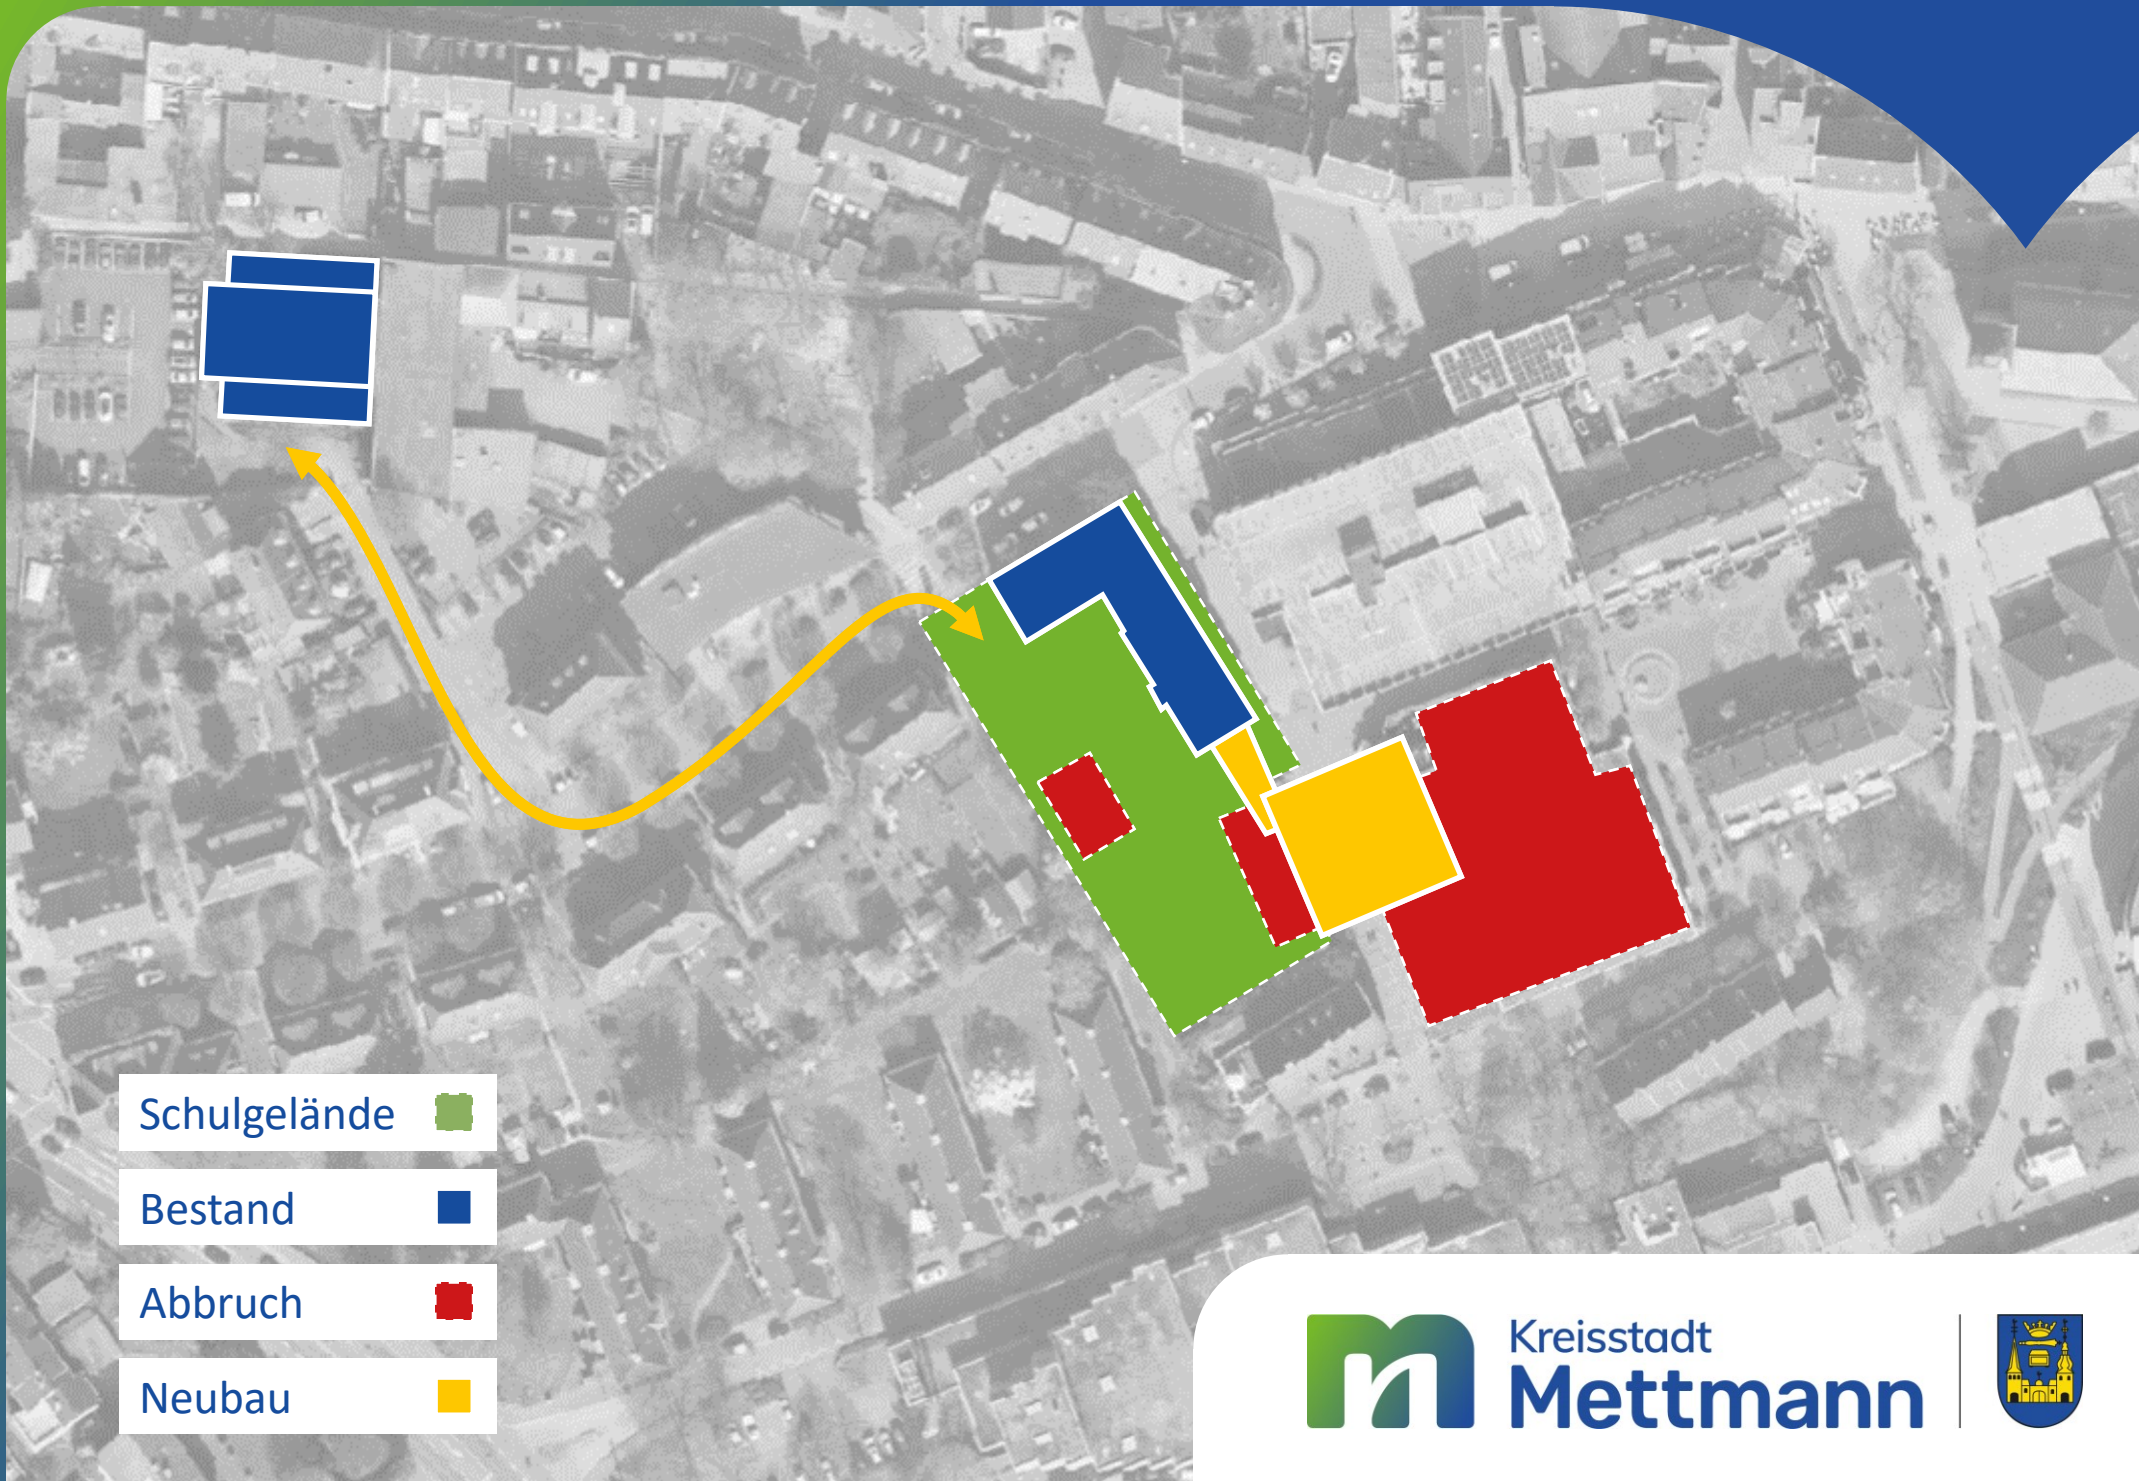 Schulgelände
Bestand
Abbruch
Neubau
Kreisstadt
Mettmann